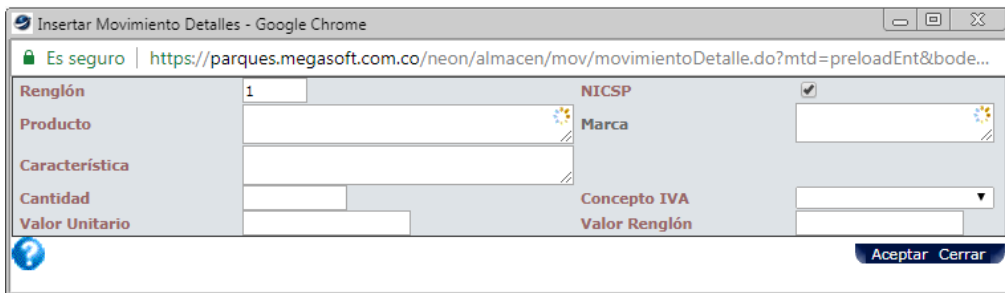 Insertar Movimiento Detalles - Google Chrome
Es seguro | https://parques.megasoft.com.co/neon/almacen/mov/movimientoDetalle.do?mtd=preloadEnt&bode...
Renglón 1 NICSP
Producto Marca
Característica
Cantidad Concepto IVA
Valor Unitario Valor Renglón
? Aceptar Cerrar